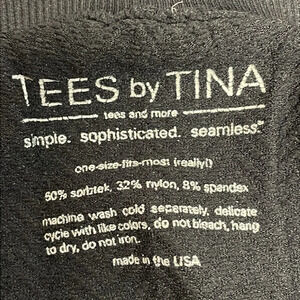 TEES by TINA
tees and more
simple. sophisticated. seamless.™
one-size-fits-most (really!)
60% sorbtek, 32% nylon, 8% spandex
machine wash cold separately, delicate
cycle with like colors, do not bleach, hang
to dry, do not iron.
made in the USA